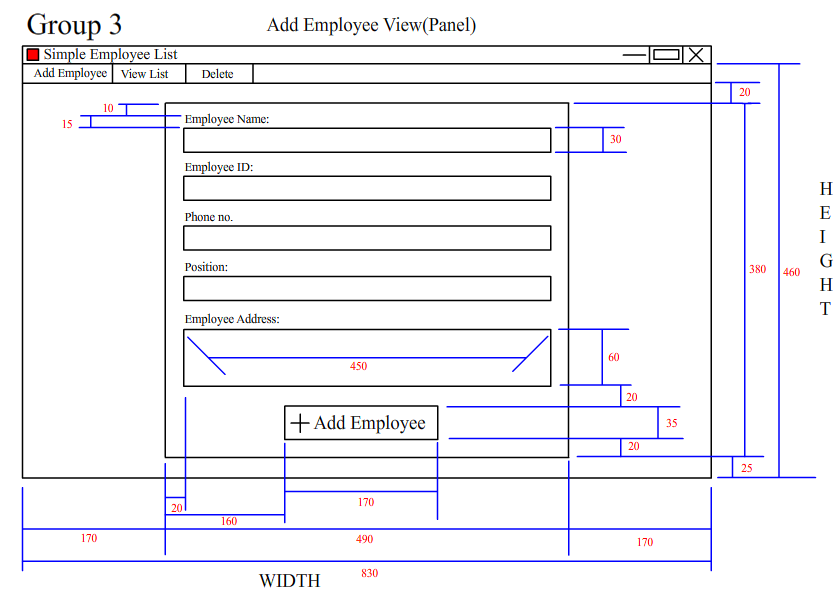 Group 3
Add Employee View(Panel)
Simple Employee List
Add Employee
View List
Delete
20
10
15
Employee Name:
30
Employee ID:
Phone no.
Position:
380
460
H
E
I
G
H
T
Employee Address:
450
60
20
+ Add Employee
35
20
25
20
160
170
170
490
170
830
WIDTH